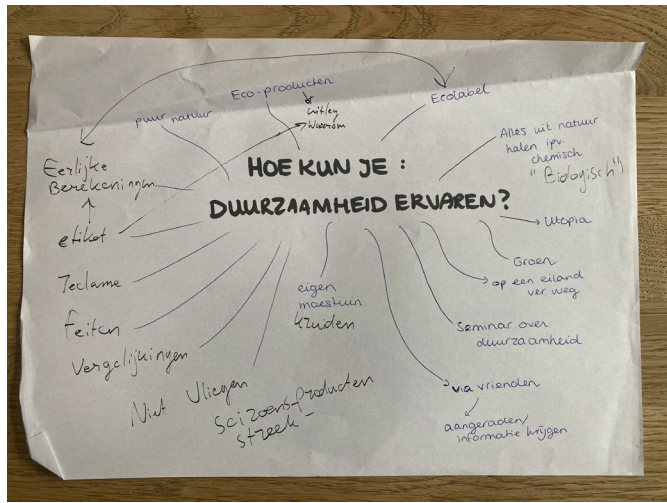 Eco-producten
uitleg
waarom
Ecolabel
puur natuur
Alles uit natuur
halen ipv.
chemisch
"Biologisch"
Eerlijke
Berekeningen
HOE KUN JE :
DUURZAAMHEID ERVAREN?
etiket
Utopia
Reclame
Groen
op een eiland
ver weg
eigen
moestuin
kruiden
Feiten
Seminar over
duurzaamheid
Vergelijkingen
Niet Vliegen
Seizoensproducten
streek-
via vrienden
aangeraden/
informatie krijgen